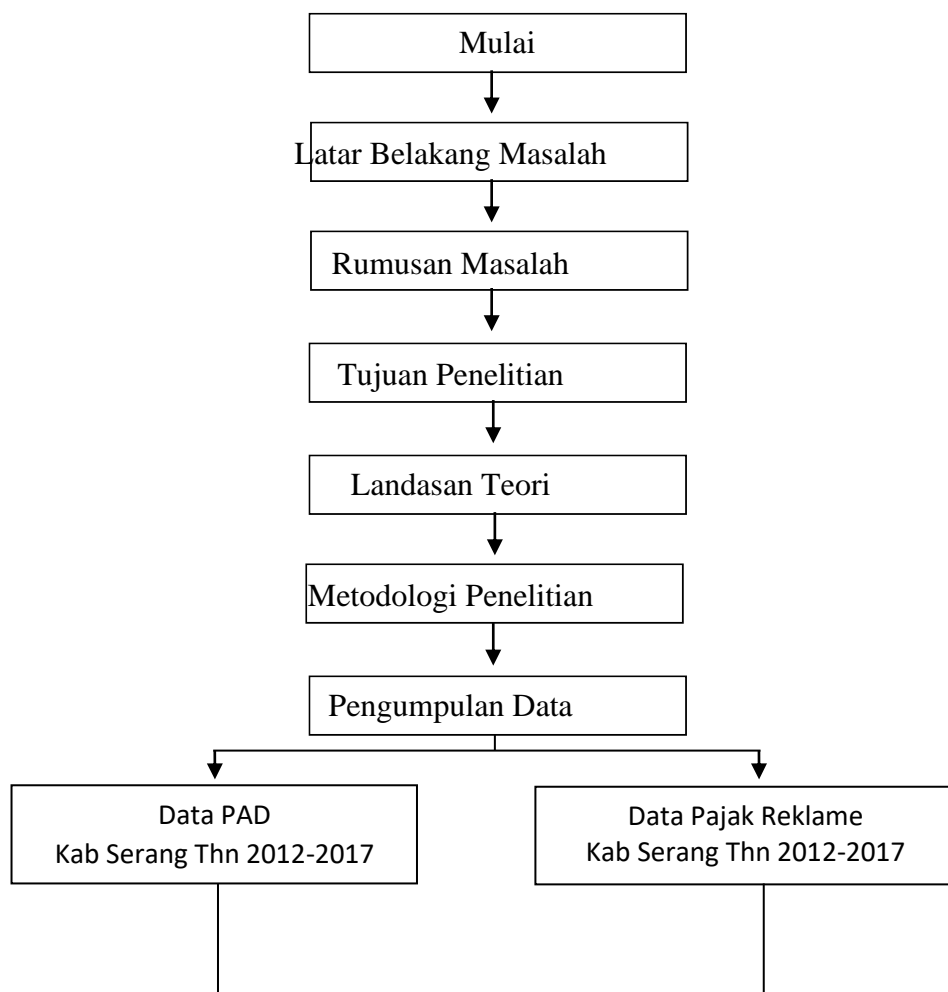 Mulai
Latar Belakang Masalah
Rumusan Masalah
Tujuan Penelitian
Landasan Teori
Metodologi Penelitian
Pengumpulan Data
Data PAD
Kab Serang Thn 2012-2017
Data Pajak Reklame
Kab Serang Thn 2012-2017